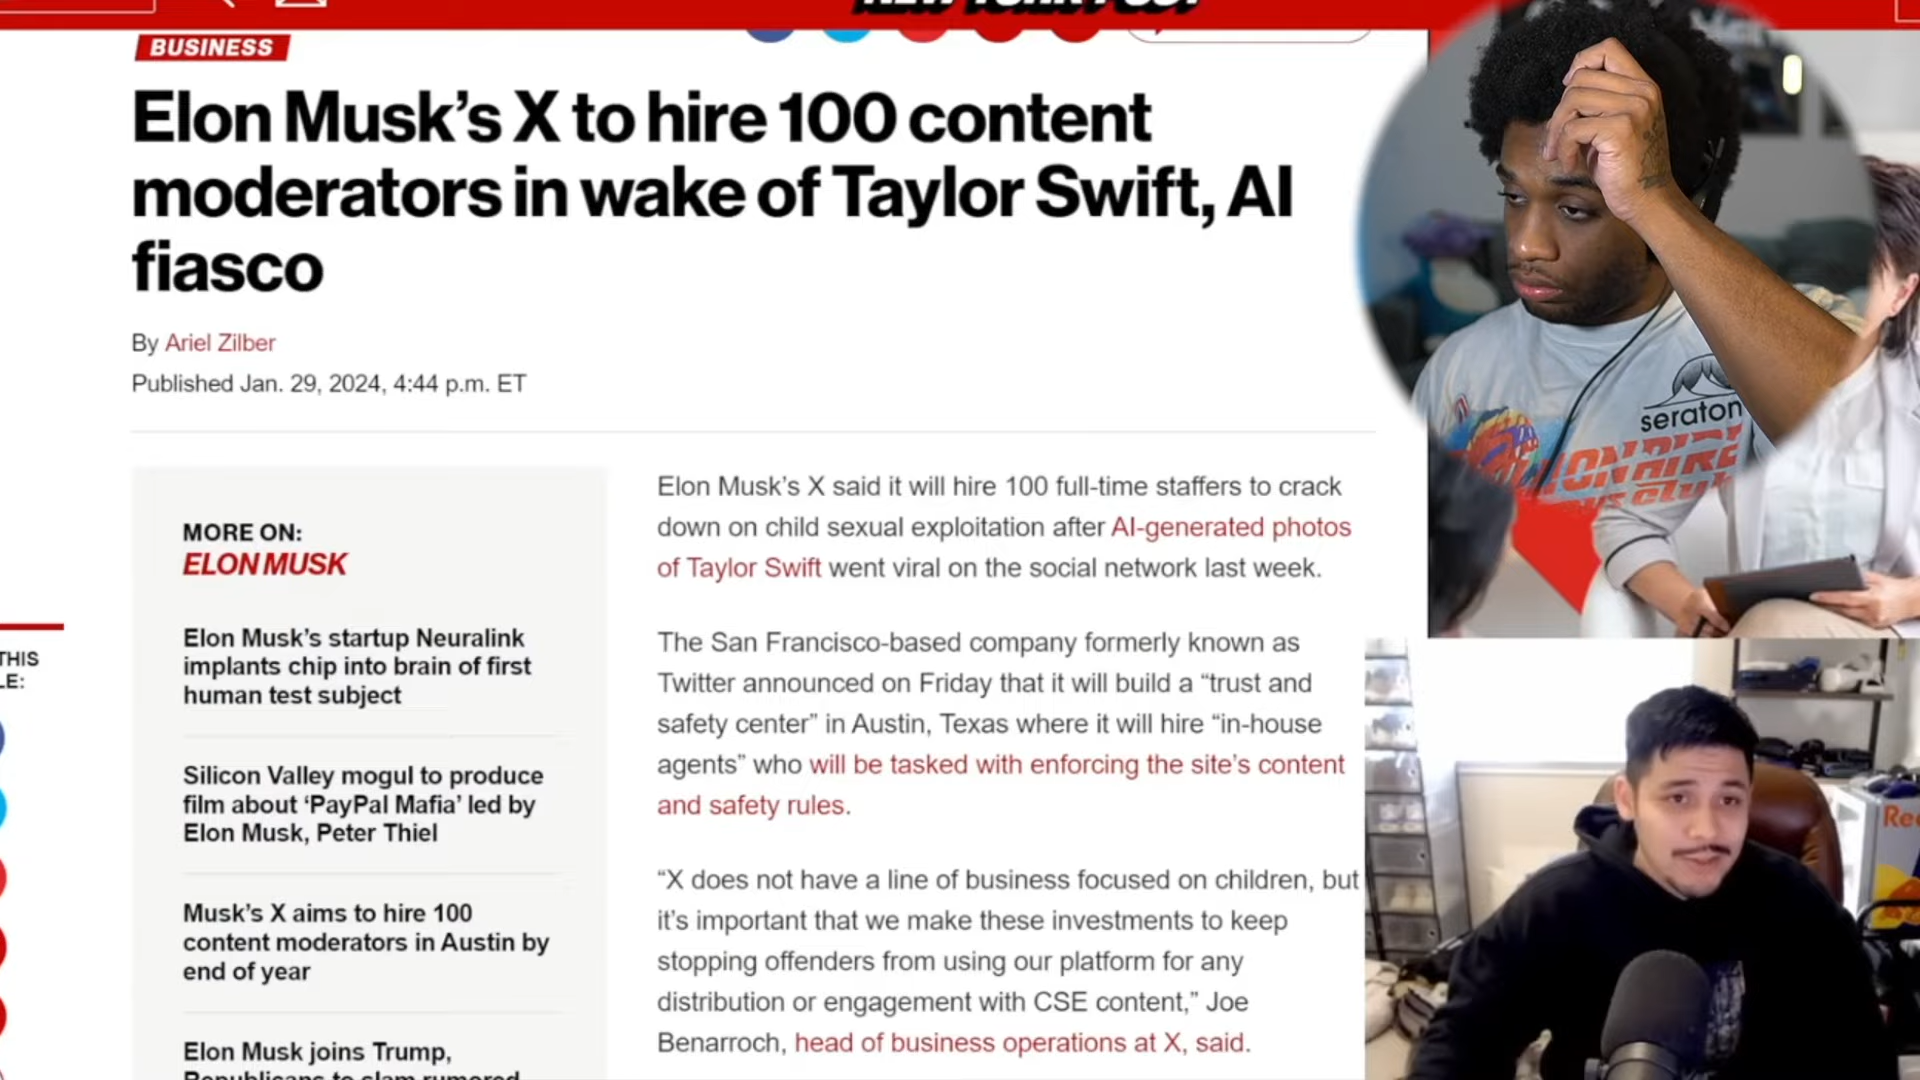 NEW YORK POST
BUSINESS
Elon Musk's X to hire 100 content
moderators in wake of Taylor Swift, AI
fiasco
By Ariel Zilber
Published Jan. 29, 2024, 4:44 p.m. ET
MORE ON:
ELON MUSK
Elon Musk's startup Neuralink
implants chip into brain of first
human test subject
Silicon Valley mogul to produce
film about ‘PayPal Mafia’ led by
Elon Musk, Peter Thiel
Musk's X aims to hire 100
content moderators in Austin by
end of year
Elon Musk joins Trump,
Republicans to slam rumored
THIS
LE:
Elon Musk's X said it will hire 100 full-time staffers to crack
down on child sexual exploitation after AI-generated photos
of Taylor Swift went viral on the social network last week.
The San Francisco-based company formerly known as
Twitter announced on Friday that it will build a “trust and
safety center” in Austin, Texas where it will hire “in-house
agents” who will be tasked with enforcing the site's content
and safety rules.
“X does not have a line of business focused on children, but
it's important that we make these investments to keep
stopping offenders from using our platform for any
distribution or engagement with CSE content,” Joe
Benarroch, head of business operations at X, said.
seraton
Rec